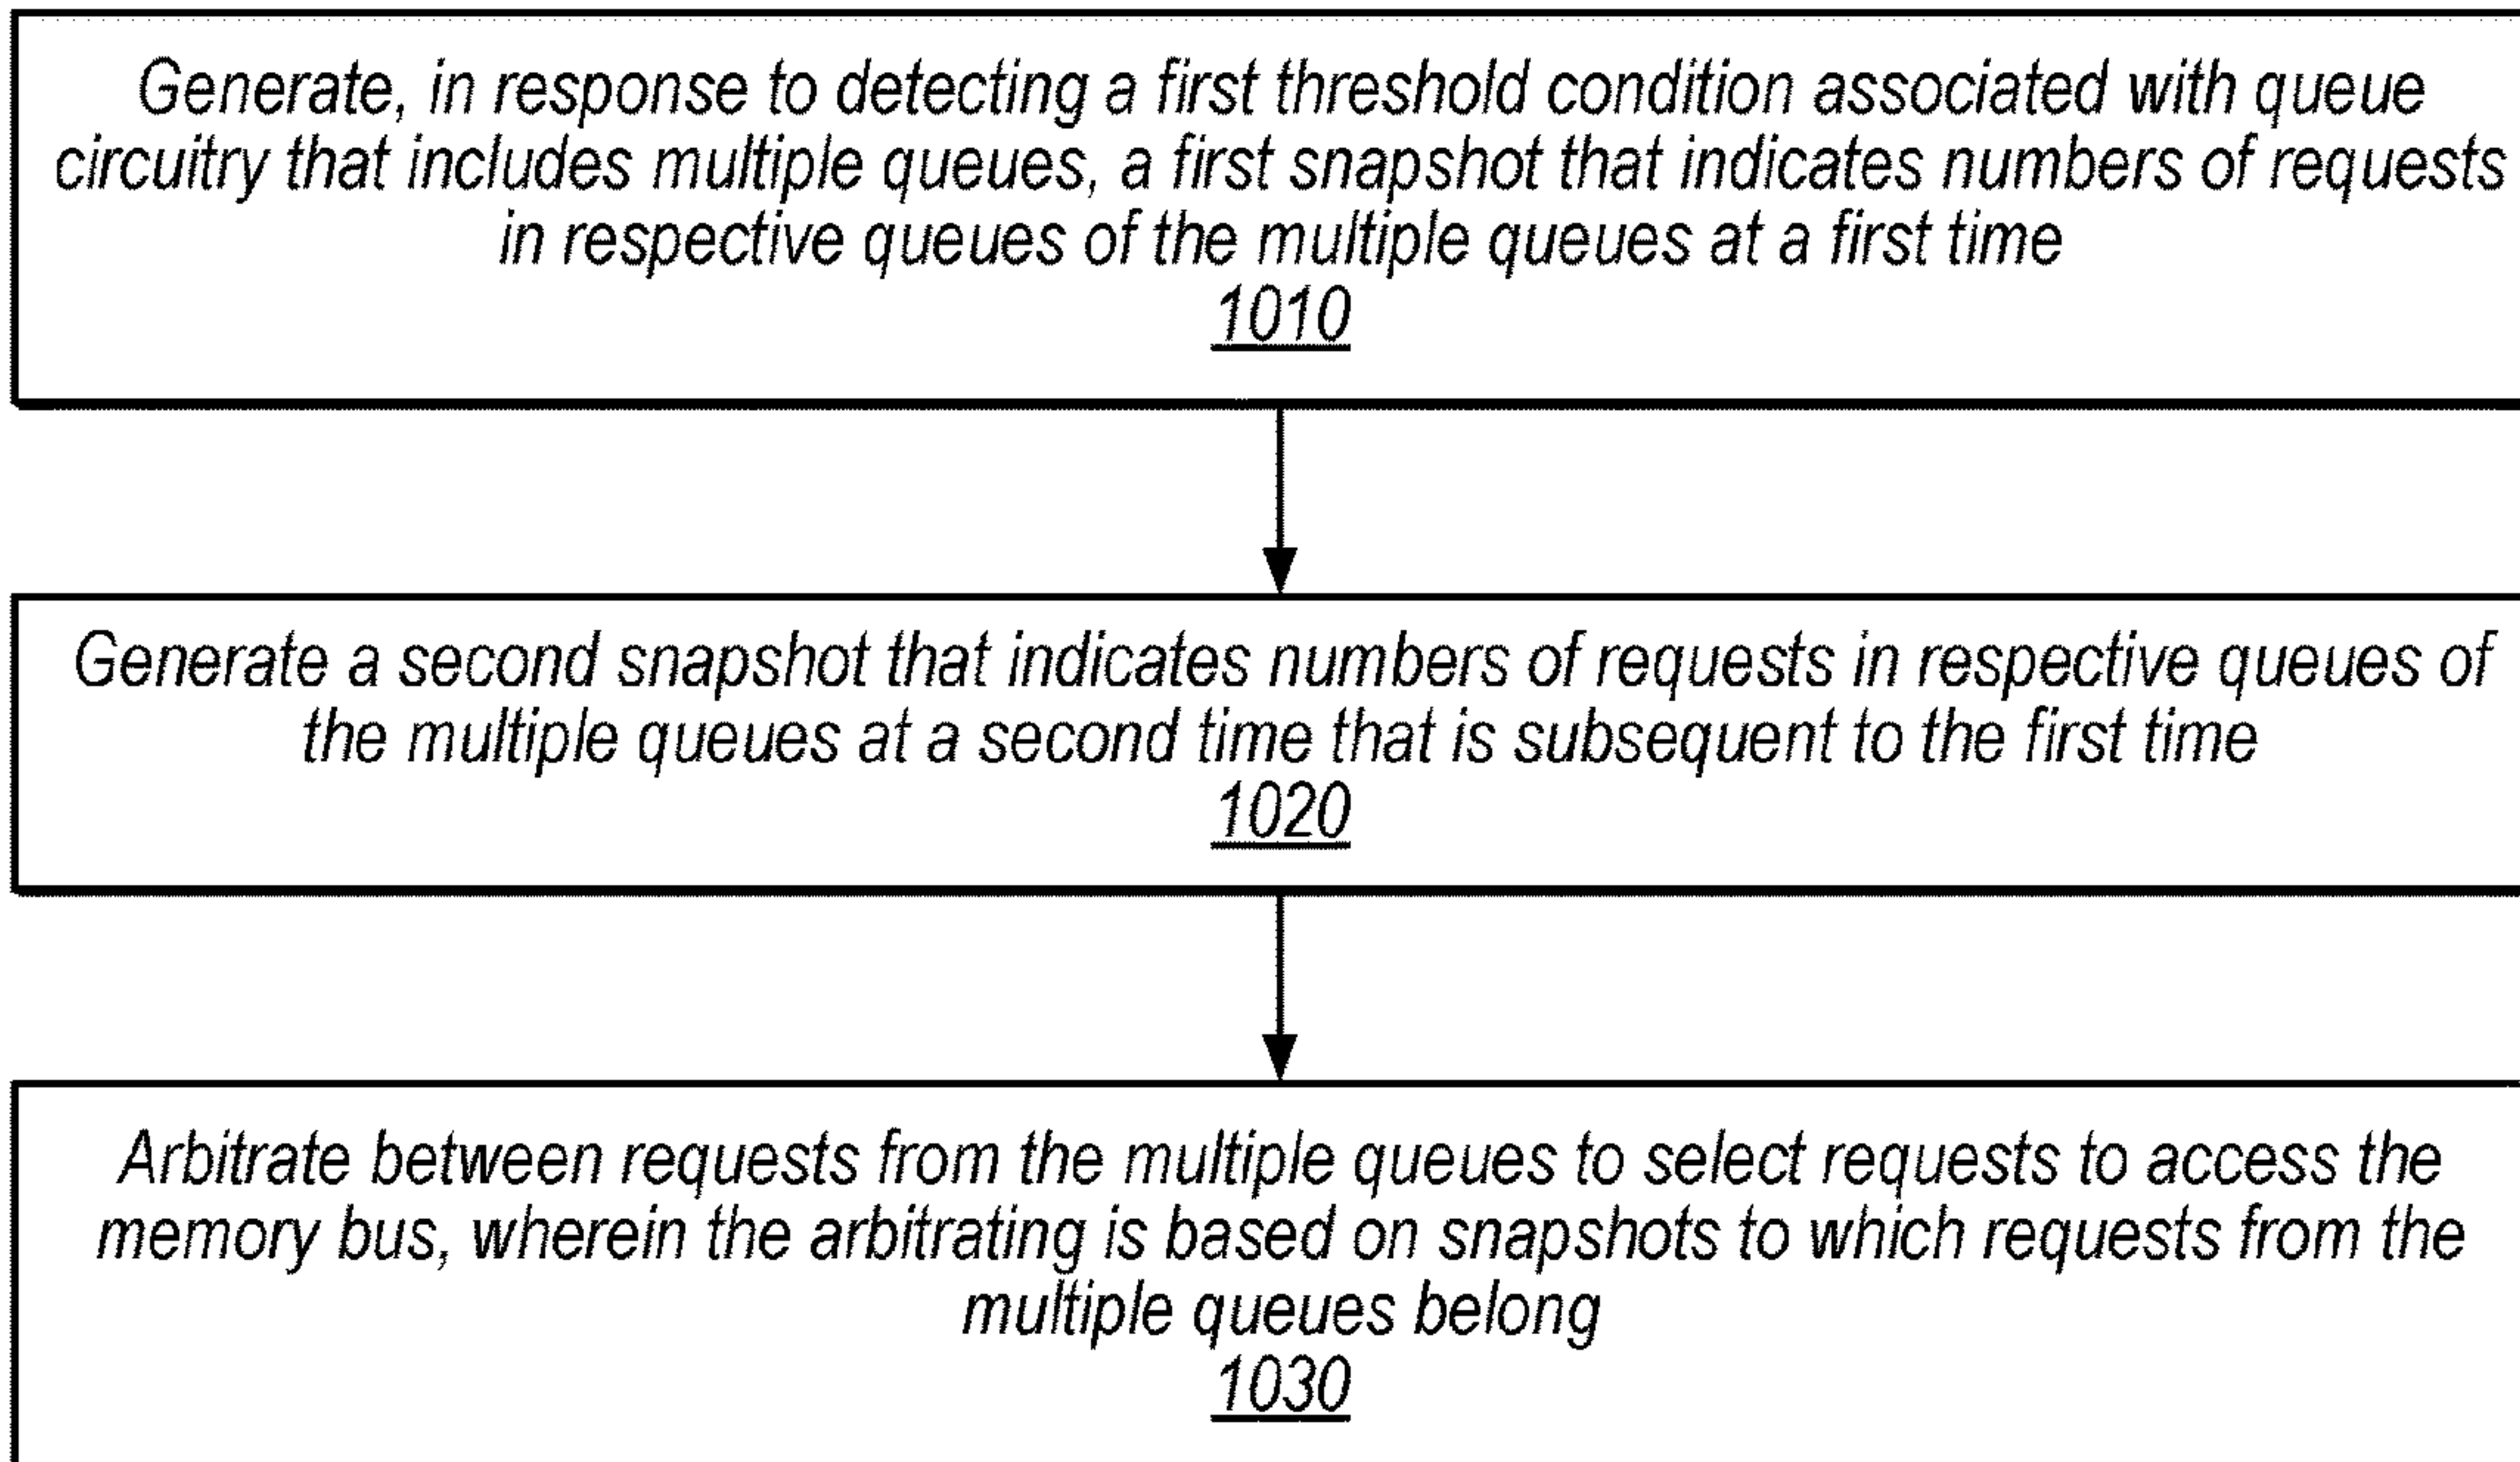 Generate, in response to detecting a first threshold condition associated with queue
circuitry that includes multiple queues, a first snapshot that indicates numbers of requests
in respective queues of the multiple queues at a first time
1010
Generate a second snapshot that indicates numbers of requests in respective queues of
the multiple queues at a second time that is subsequent to the first time
1020
Arbitrate between requests from the multiple queues to select requests to access the
memory bus, wherein the arbitrating is based on snapshots to which requests from the
multiple queues belong
1030